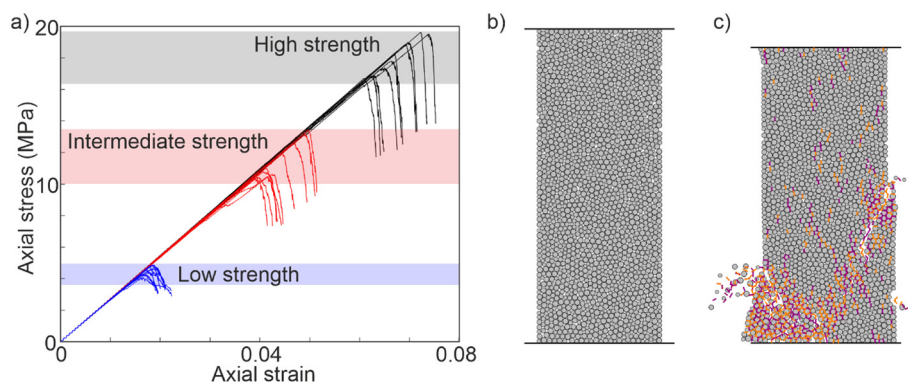 a)
b)
c)
20
High strength
Intermediate strength
10
Low strength
0
0
0.04
0.08
Axial stress (MPa)
Axial strain